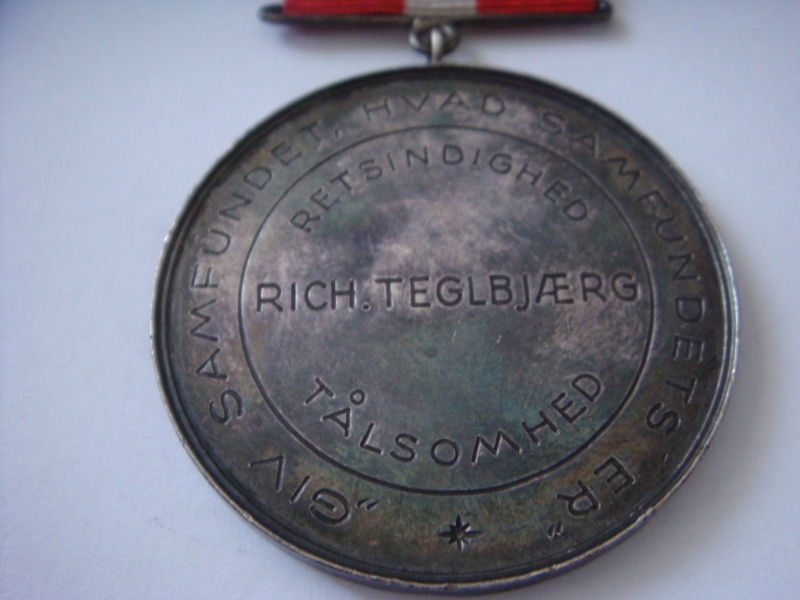 "GIV SAMFUNDET, HVAD SAMFUNDETS ER"
RETSINDIGHED
RICH. TEGLBJÆRG
TÅLSOMHED